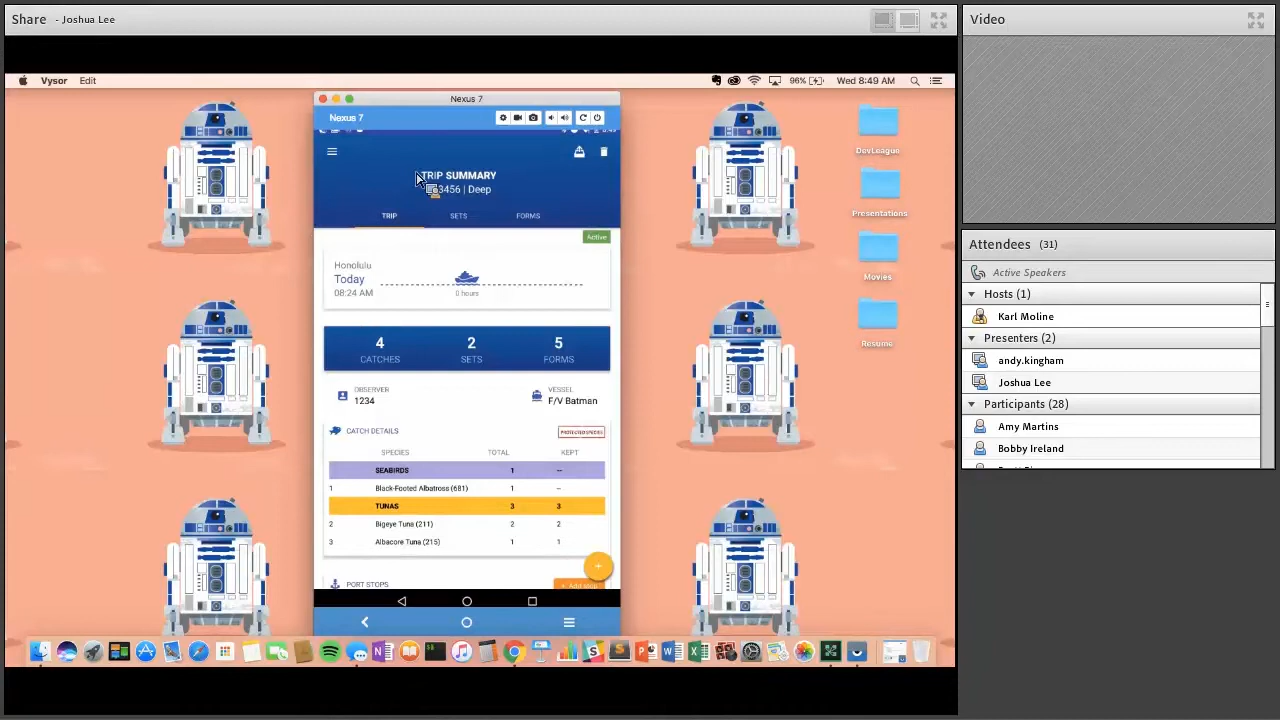 Share - Joshua Lee
Video
Vysor Edit
96%
Wed 8:49 AM
Nexus 7
Nexus 7
TRIP SUMMARY
3456 | Deep
TRIP SETS FORMS
Active
Honolulu
Today
08:24 AM
0 hours
4 2 5
CATCHES SETS FORMS
OBSERVER
1234
VESSEL
F/V Batman
CATCH DETAILS
PROTECTED SPECIES
SPECIES TOTAL KEPT
SEABIRDS 1 --
1 Black-Footed Albatross (681) 1 --
TUNAS 3 3
2 Bigeye Tuna (211) 2 2
3 Albacore Tuna (215) 1 1
+
PORT STOPS
+ Add stop
DevLeague
Presentations
Movies
Resume
Attendees (31)
Active Speakers
Hosts (1)
Karl Moline
Presenters (2)
andy.kingham
Joshua Lee
Participants (28)
Amy Martins
Bobby Ireland